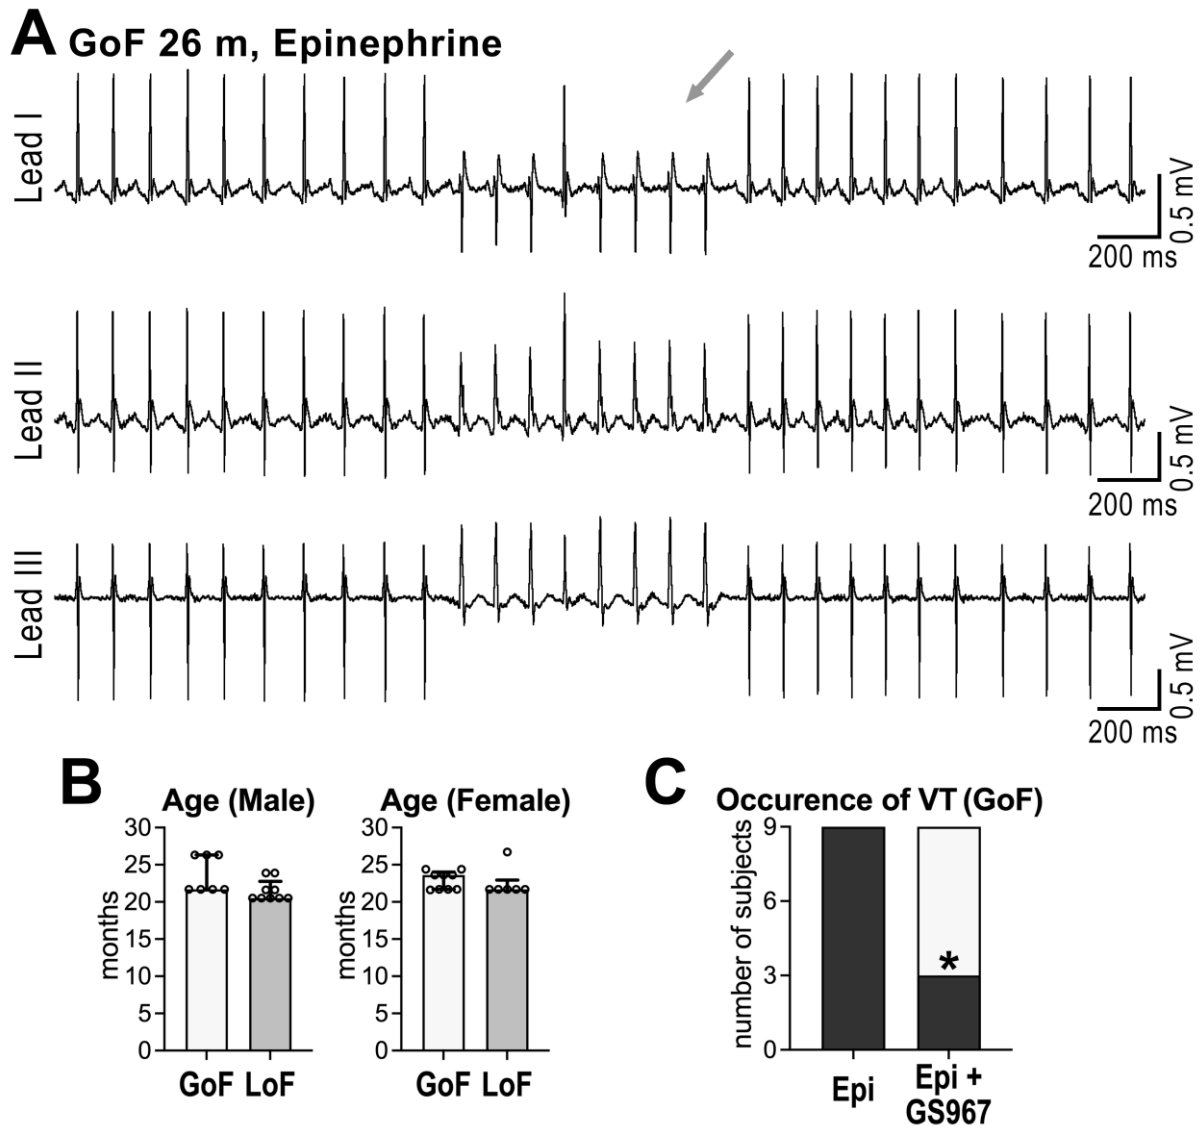 A GoF 26 m, Epinephrine
Lead I
0.5 mV
200 ms
Lead II
0.5 mV
200 ms
Lead III
0.5 mV
200 ms
B
Age (Male)
months
30
25
20
15
10
5
0
GoF LoF
Age (Female)
months
30
25
20
15
10
5
0
GoF LoF
C
Occurence of VT (GoF)
number of subjects
9
6
3
0
*
Epi
Epi +
GS967